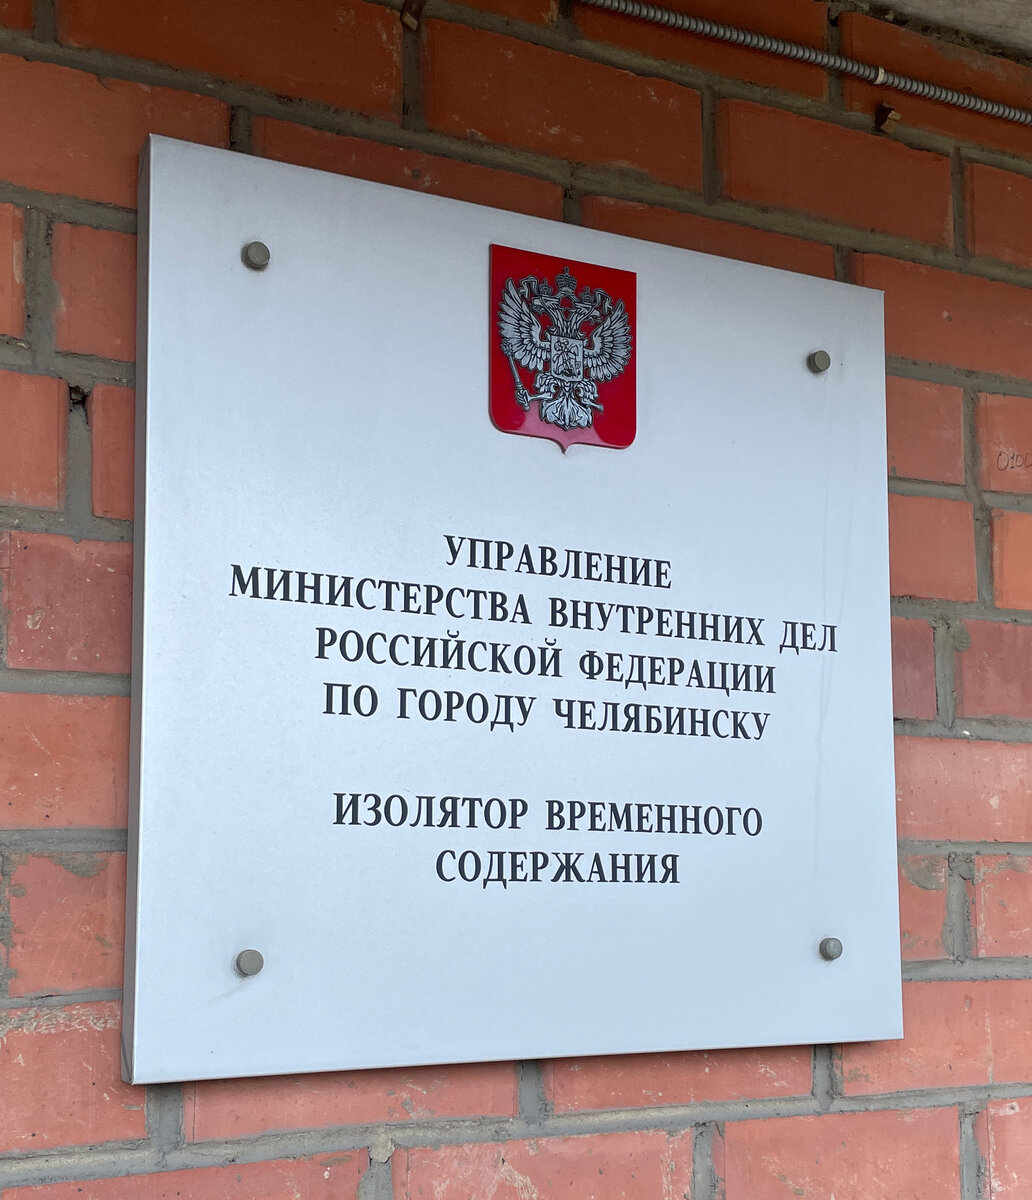 УПРАВЛЕНИЕ
МИНИСТЕРСТВА ВНУТРЕННИХ ДЕЛ
РОССИЙСКОЙ ФЕДЕРАЦИИ
ПО ГОРОДУ ЧЕЛЯБИНСКУ
ИЗОЛЯТОР ВРЕМЕННОГО
СОДЕРЖАНИЯ